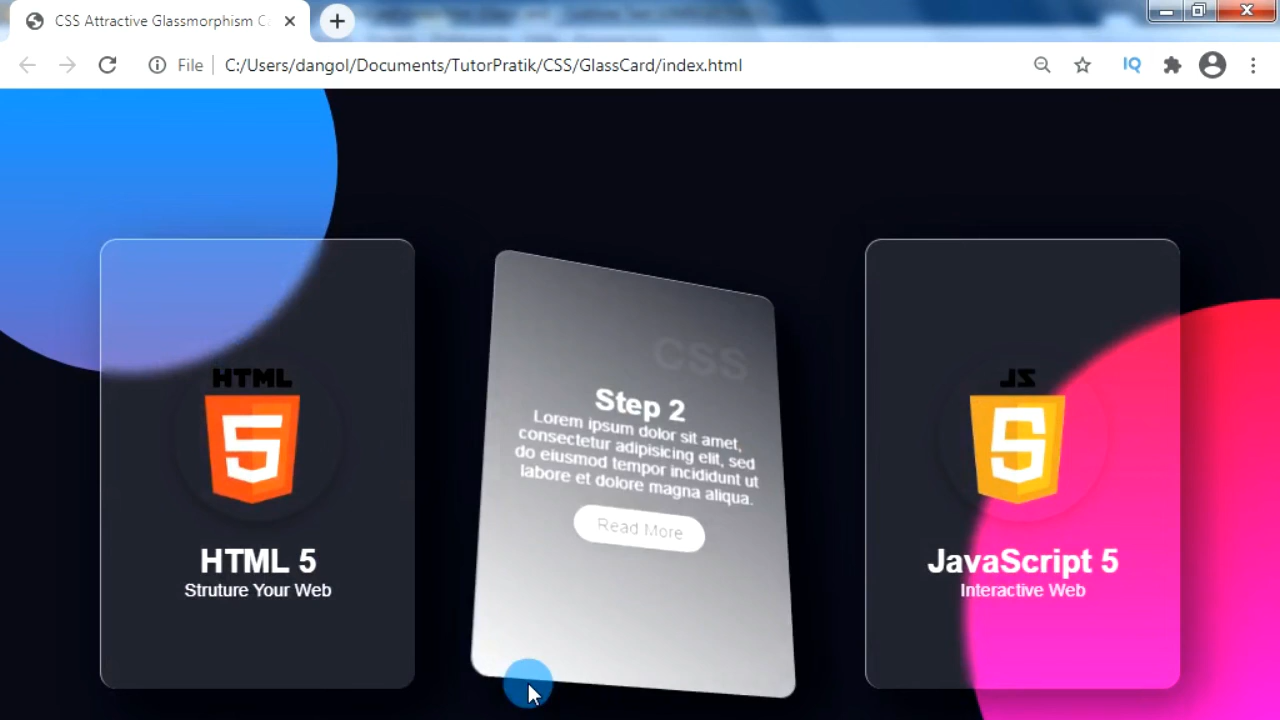 CSS Attractive Glassmorphism C
File
C:/Users/dangol/Documents/TutorPratik/CSS/GlassCard/index.html
IQ
HTML
5
HTML 5
Struture Your Web
CSS
Step 2
Lorem ipsum dolor sit amet,
consectetur adipisicing elit, sed
do eiusmod tempor incididunt ut
labore et dolore magna aliqua.
Read More
JS
JavaScript 5
Interactive Web